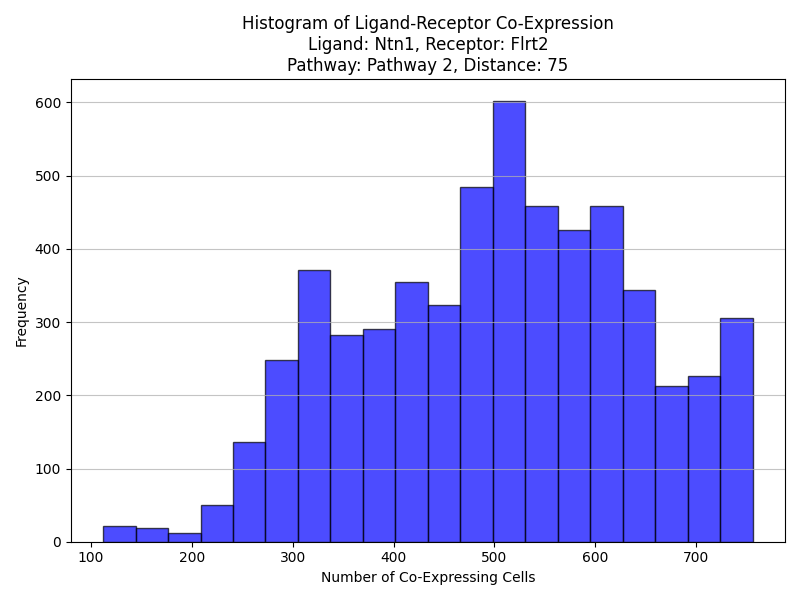 Histogram of Ligand-Receptor Co-Expression
Ligand: Ntn1, Receptor: Flrt2
Pathway: Pathway 2, Distance: 75
600
500
400
300
200
100
0
Frequency
100 200 300 400 500 600 700
Number of Co-Expressing Cells